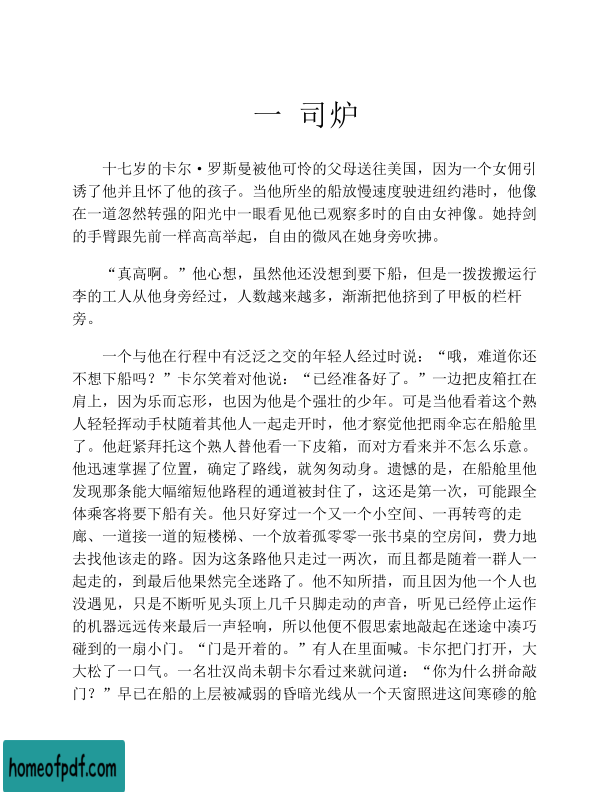 一 司炉
十七岁的卡尔·罗斯曼被他可怜的父母送往美国，因为一个女佣引
诱了他并且怀了他的孩子。当他所坐的船放慢速度驶进纽约港时，他像
在一道忽然转强的阳光中一眼看见他已观察多时的自由女神像。她持剑
的手臂跟先前一样高高举起，自由的微风在她身旁吹拂。
“真高啊。”他心想，虽然他还没想到要下船，但是一拨拨搬运行
李的工人从他身旁经过，人数越来越多，渐渐把他挤到了甲板的栏杆
旁。
一个与他在行程中有泛泛之交的年轻人经过时说：“哦，难道你还
不想下船吗？”卡尔笑着对他说：“已经准备好了。”一边把皮箱扛在
肩上，因为乐而忘形，也因为他是个强壮的少年。可是当他看着这个熟
人轻轻挥动手杖随着其他人一起走开时，他才察觉他把雨伞忘在船舱里
了。他赶紧拜托这个熟人替他看一下皮箱，而对方看来并不怎么乐意。
他迅速掌握了位置，确定了路线，就匆匆动身。遗憾的是，在船舱里他
发现那条能大幅缩短他路程的通道被封住了，这还是第一次，可能跟全
体乘客将要下船有关。他只好穿过一个又一个小空间、一再转弯的走
廊、一道接一道的短楼梯、一个放着孤零零一张书桌的空房间，费力地
去找他该走的路。因为这条路他只走过一两次，而且都是随着一群人一
起走的，到最后他果然完全迷路了。他不知所措，而且因为他一个人也
没遇见，只是不断听见头顶上几千只脚走动的声音，听见已经停止运作
的机器远远传来最后一声轻响，所以他便不假思索地敲起在迷途中凑巧
碰到的一扇小门。“门是开着的。”有人在里面喊。卡尔把门打开，大
大松了一口气。一名壮汉尚未朝卡尔看过来就问道：“你为什么拼命敲
门？”早已在船的上层被减弱的昏暗光线从一个天窗照进这间寒碜的舱
homeofpdf.com